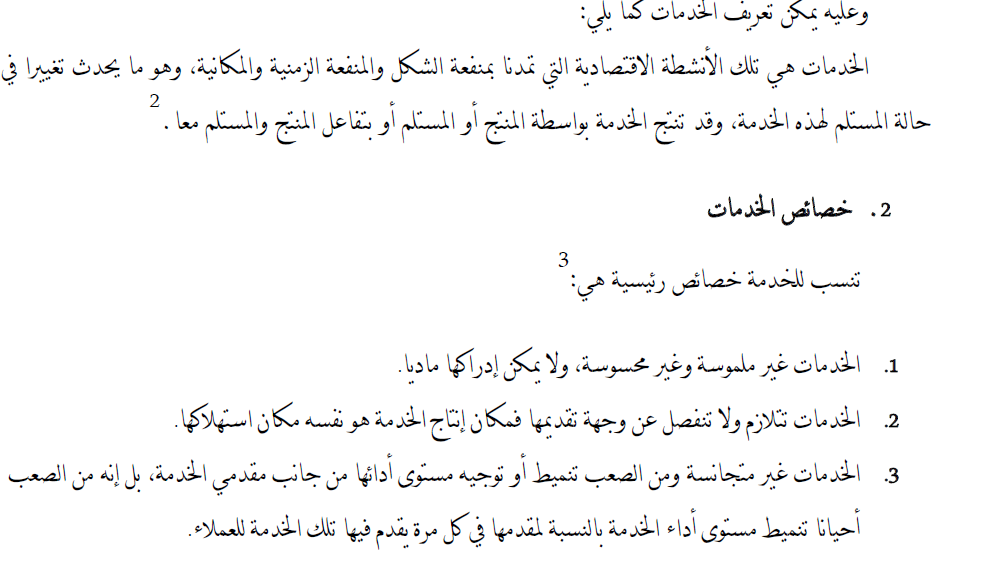 وعليه يمكن تعريف الخدمات كما يلي:
الخدمات هي تلك الأنشطة الاقتصادية التي تمدنا بمنفعة الشكل والمنفعة الزمنية والمكانية، وهو ما يحدث تغييرا في
حالة المستلم لهذه الخدمة، وقد تنتج الخدمة بواسطة المنتج أو المستلم أو بتفاعل المنتج والمستلم معا . 2
2. خصائص الخدمات
تنسب للخدمة خصائص رئيسية هي: 3
1. الخدمات غير ملموسة وغير محسوسة، ولا يمكن إدراكها ماديا.
2. الخدمات تتلازم ولا تنفصل عن وجهة تقديمها فمكان إنتاج الخدمة هو نفسه مكان استهلاكها.
3. الخدمات غير متجانسة ومن الصعب تنميط أو توجيه مستوى أدائها من جانب مقدمي الخدمة، بل إنه من الصعب
أحيانا تنميط مستوى أداء الخدمة بالنسبة لمقدمها في كل مرة يقدم فيها تلك الخدمة للعملاء.